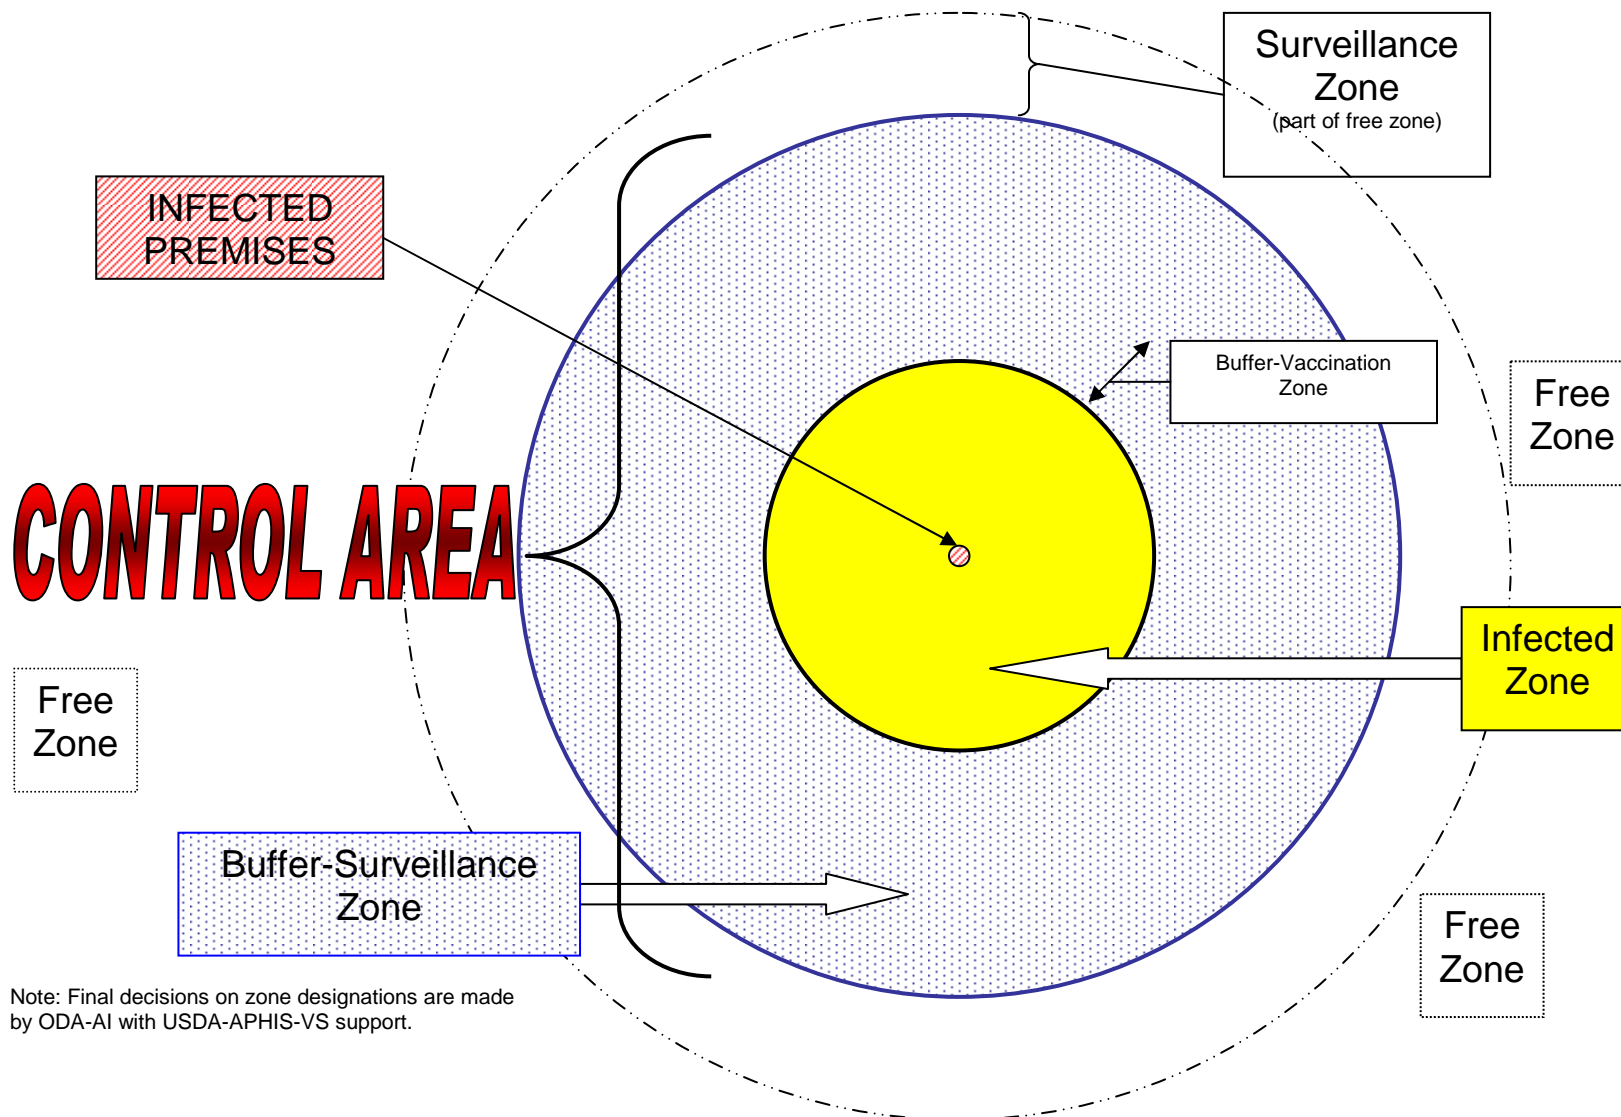 Surveillance
Zone
(part of free zone)
INFECTED
PREMISES
Buffer-Vaccination
Zone
Free
Zone
CONTROL AREA
Infected
Zone
Free
Zone
Buffer-Surveillance
Zone
Free
Zone
Note: Final decisions on zone designations are made
by ODA-AI with USDA-APHIS-VS support.